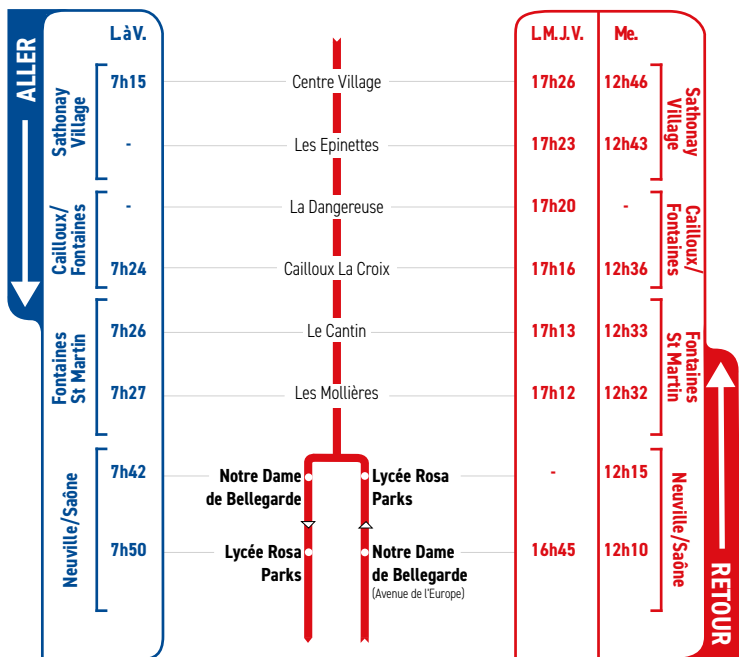 ALLER
L.àV.
L.M.J.V.
Me.
Sathonay
Village
7h15
Centre Village
17h26
12h46
Sathonay
Village
-
Les Epinettes
17h23
12h43
Cailloux/
Fontaines
-
La Dangereuse
17h20
-
Cailloux/
Fontaines
7h24
Cailloux La Croix
17h16
12h36
Fontaines
St Martin
7h26
Le Cantin
17h13
12h33
Fontaines
St Martin
7h27
Les Mollières
17h12
12h32
Neuville/Saône
7h42
Notre Dame
de Bellegarde
Lycée Rosa
Parks
-
12h15
Neuville/Saône
7h50
Lycée Rosa
Parks
Notre Dame
de Bellegarde
(Avenue de l'Europe)
16h45
12h10
RETOUR